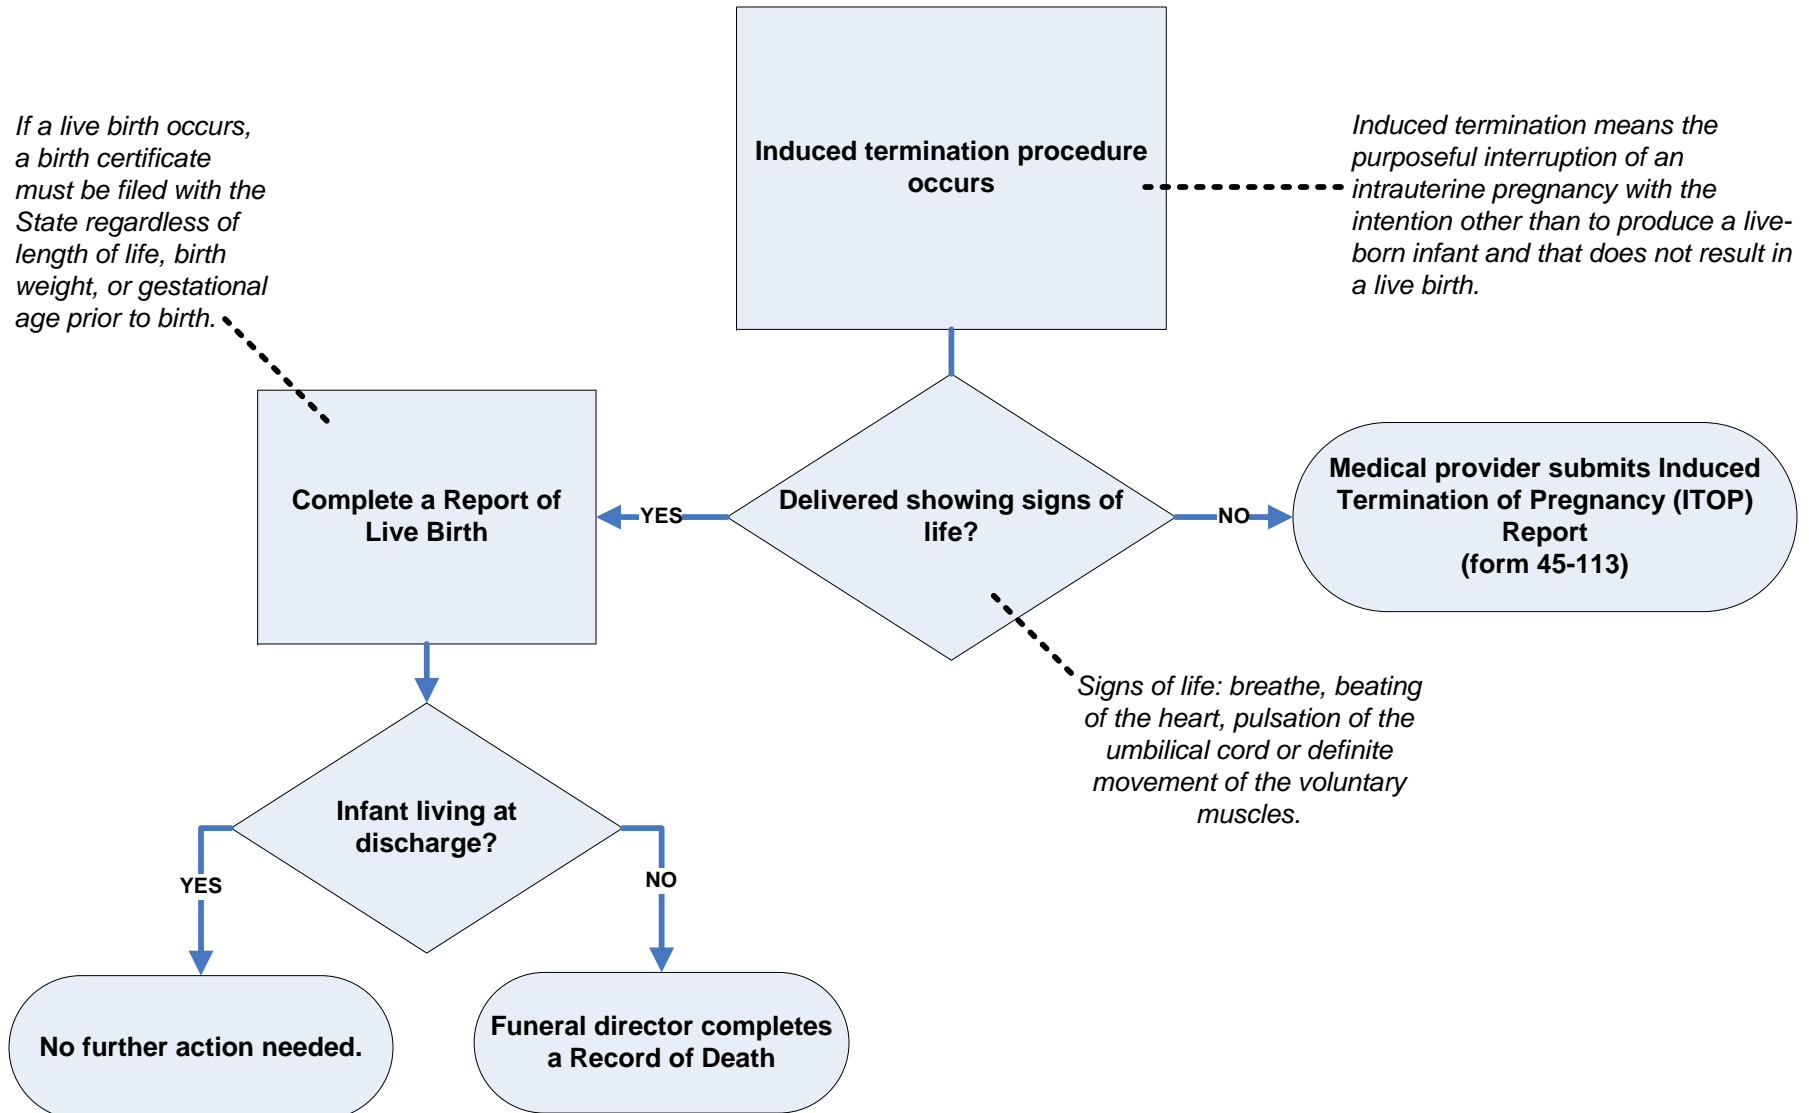 Induced termination procedure
occurs
If a live birth occurs,
a birth certificate
must be filed with the
State regardless of
length of life, birth
weight, or gestational
age prior to birth.
Induced termination means the
purposeful interruption of an
intrauterine pregnancy with the
intention other than to produce a live-
born infant and that does not result in
a live birth.
Complete a Report of
Live Birth
YES
Delivered showing signs of
life?
NO
Medical provider submits Induced
Termination of Pregnancy (ITOP)
Report
(form 45-113)
Signs of life: breathe, beating
of the heart, pulsation of the
umbilical cord or definite
movement of the voluntary
muscles.
Infant living at
discharge?
YES
NO
No further action needed.
Funeral director completes
a Record of Death